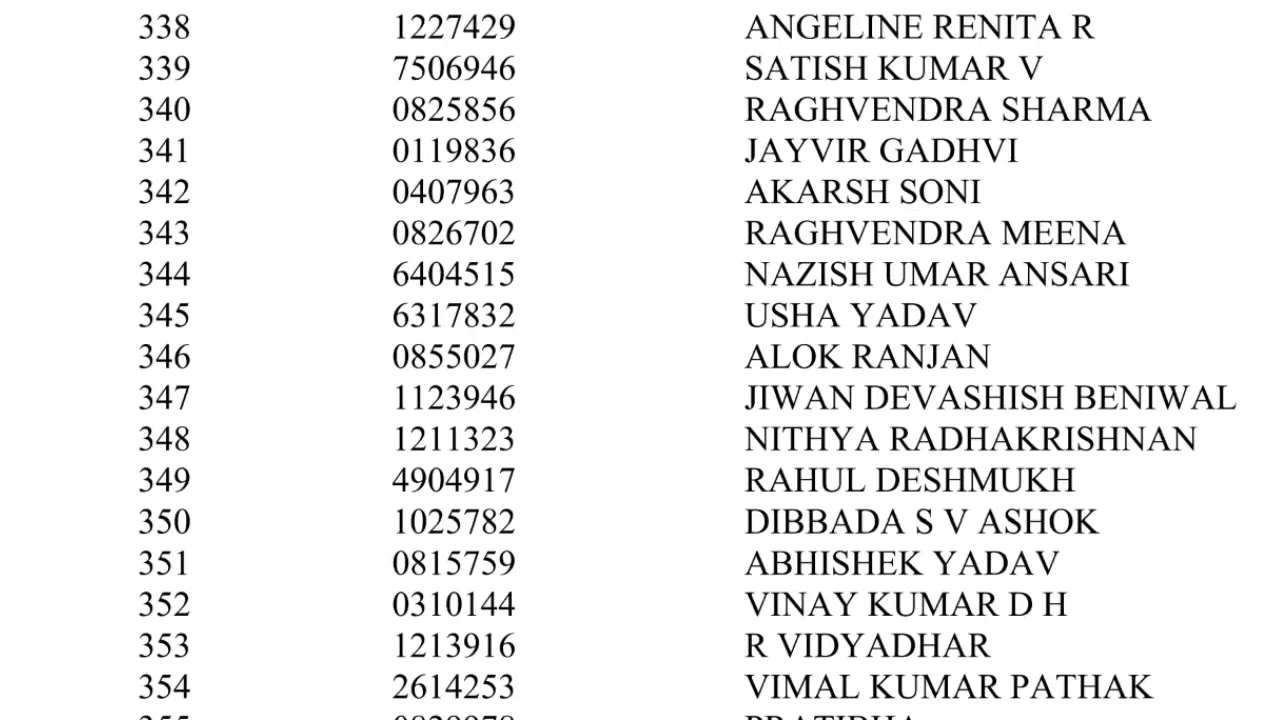 338 1227429 ANGELINE RENITA R
339 7506946 SATISH KUMAR V
340 0825856 RAGHVENDRA SHARMA
341 0119836 JAYVIR GADHVI
342 0407963 AKARSH SONI
343 0826702 RAGHVENDRA MEENA
344 6404515 NAZISH UMAR ANSARI
345 6317832 USHA YADAV
346 0855027 ALOK RANJAN
347 1123946 JIWAN DEVASHISH BENIWAL
348 1211323 NITHYA RADHAKRISHNAN
349 4904917 RAHUL DESHMUKH
350 1025782 DIBBADA S V ASHOK
351 0815759 ABHISHEK YADAV
352 0310144 VINAY KUMAR D H
353 1213916 R VIDYADHAR
354 2614253 VIMAL KUMAR PATHAK
355